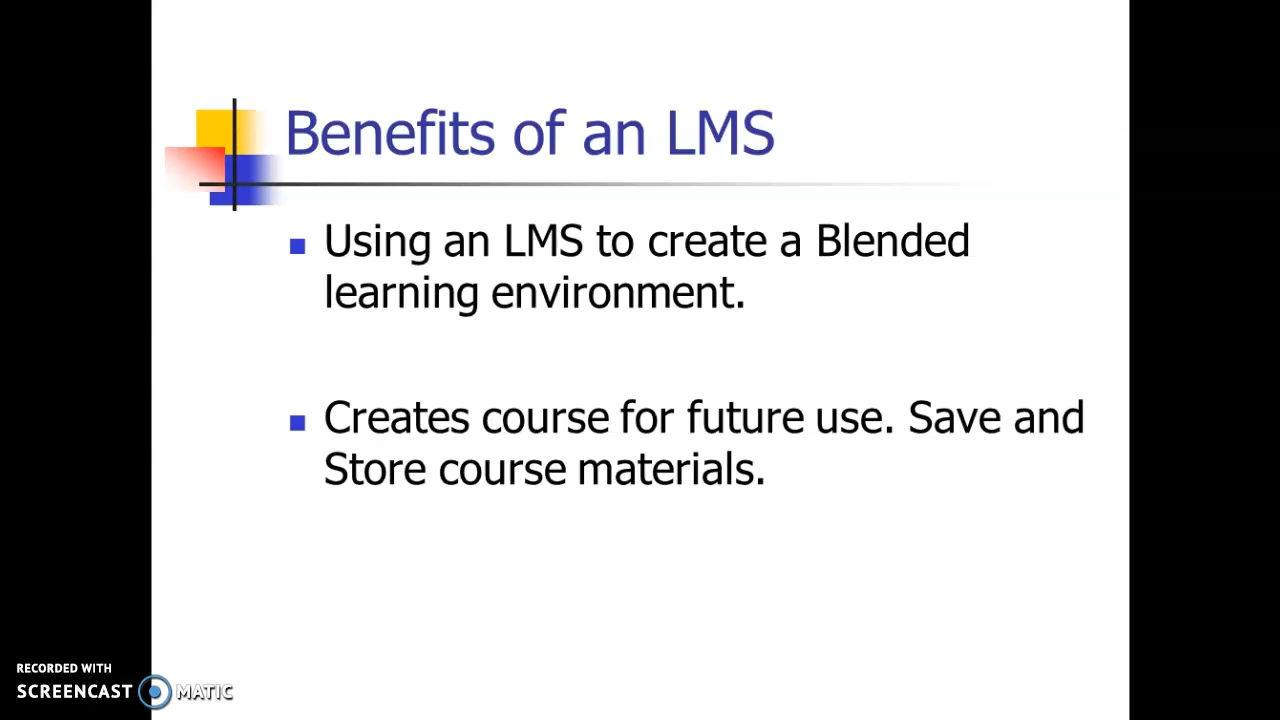 Benefits of an LMS
Using an LMS to create a Blended
learning environment.
Creates course for future use. Save and
Store course materials.
RECORDED WITH
SCREENCAST MATIC